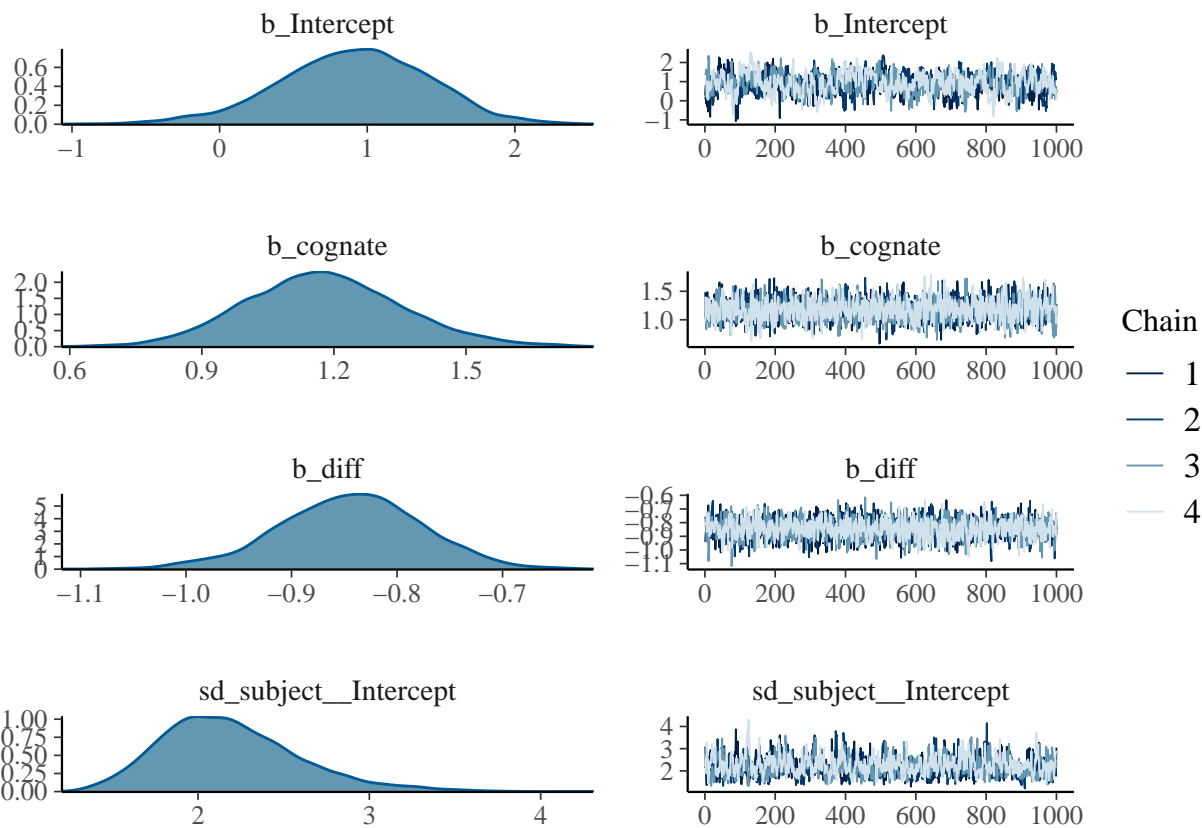 b_Intercept
0.6
0.4
0.2
0.0
−1 0 1 2
b_Intercept
2
1
0
−1
0 200 400 600 800 1000
b_cognate
2.0
1.5
1.0
0.5
0.0
0.6 0.9 1.2 1.5
b_cognate
1.5
1.0
0 200 400 600 800 1000
b_diff
5
4
3
2
1
0
−1.1 −1.0 −0.9 −0.8 −0.7
b_diff
−0.6
−0.7
−0.8
−0.9
−1.0
−1.1
0 200 400 600 800 1000
sd_subject__Intercept
1.00
0.75
0.50
0.25
0.00
2 3 4
sd_subject__Intercept
4
3
2
0 200 400 600 800 1000
Chain
1
2
3
4